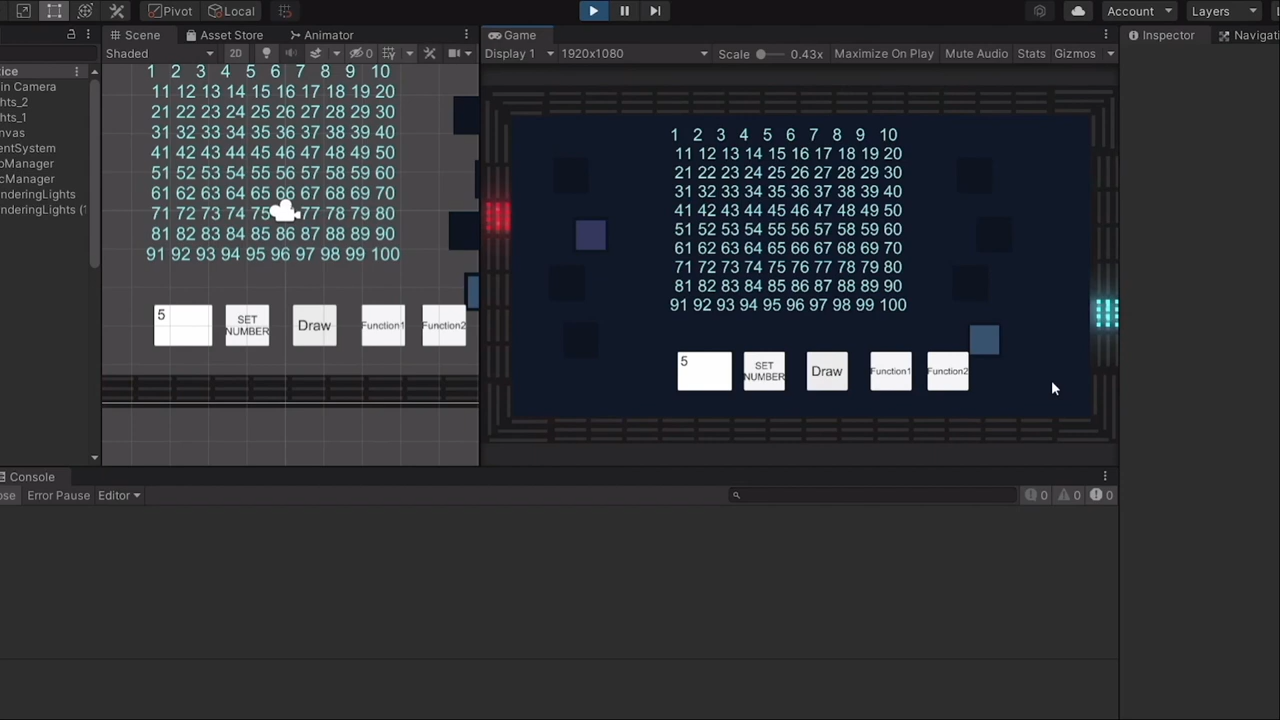 Pivot Local Account Layers
Scene Asset Store Animator Game Inspector Navigati
Shaded 2D 0 Display 1 1920x1080 Scale 0.43x Maximize On Play Mute Audio Stats Gizmos
tice
in Camera
hts_2
hts_1
nvas
entSystem
oManager
cManager
nderingLights
nderingLights (1
1 2 3 4 5 6 7 8 9 10
11 12 13 14 15 16 17 18 19 20
21 22 23 24 25 26 27 28 29 30
31 32 33 34 35 36 37 38 39 40
41 42 43 44 45 46 47 48 49 50
51 52 53 54 55 56 57 58 59 60
61 62 63 64 65 66 67 68 69 70
71 72 73 74 75 77 78 79 80
81 82 83 84 85 86 87 88 89 90
91 92 93 94 95 96 97 98 99 100
5 SET NUMBER Draw Function1 Function2
1 2 3 4 5 6 7 8 9 10
11 12 13 14 15 16 17 18 19 20
21 22 23 24 25 26 27 28 29 30
31 32 33 34 35 36 37 38 39 40
41 42 43 44 45 46 47 48 49 50
51 52 53 54 55 56 57 58 59 60
61 62 63 64 65 66 67 68 69 70
71 72 73 74 75 76 77 78 79 80
81 82 83 84 85 86 87 88 89 90
91 92 93 94 95 96 97 98 99 100
5 SET NUMBER Draw Function1 Function2
Console
ose Error Pause Editor 0 0 0